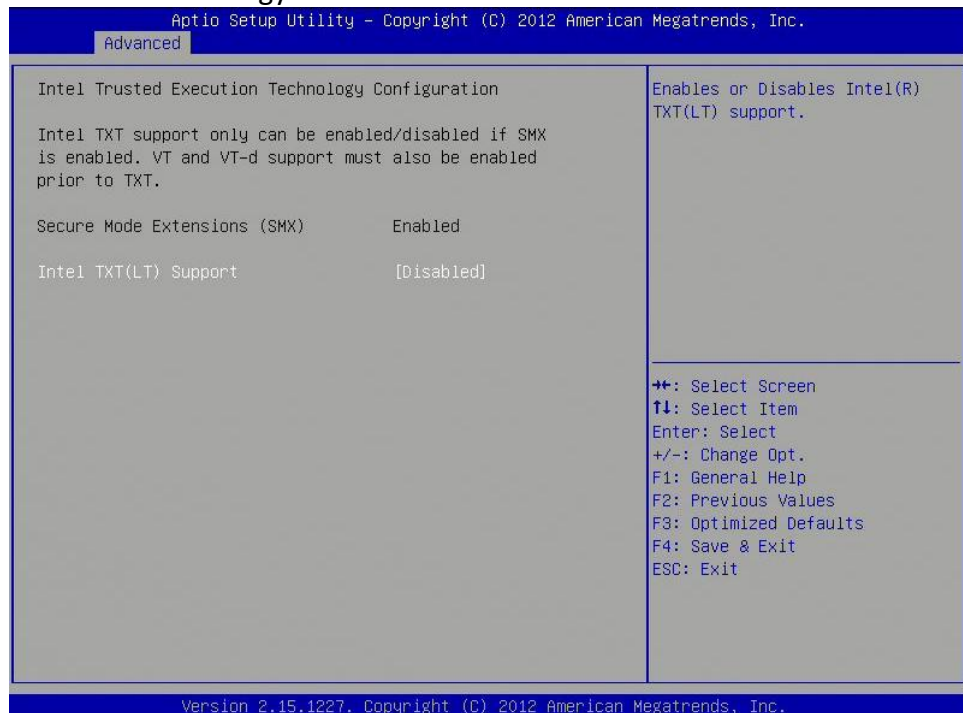 Aptio Setup Utility – Copyright (C) 2012 American Megatrends, Inc.
Advanced
Intel Trusted Execution Technology Configuration
Intel TXT support only can be enabled/disabled if SMX
is enabled. VT and VT-d support must also be enabled
prior to TXT.
Secure Mode Extensions (SMX) Enabled
Intel TXT(LT) Support [Disabled]
Enables or Disables Intel(R)
TXT(LT) support.
→←: Select Screen
↑↓: Select Item
Enter: Select
+/-: Change Opt.
F1: General Help
F2: Previous Values
F3: Optimized Defaults
F4: Save & Exit
ESC: Exit
Version 2.15.1227. Copyright (C) 2012 American Megatrends, Inc.